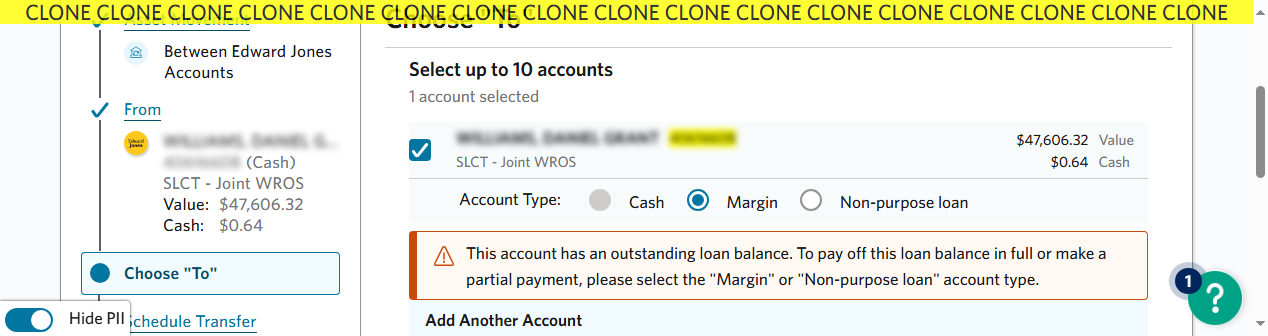 CLONE CLONE CLONE CLONE CLONE CLONE CLONE CLONE CLONE CLONE CLONE CLONE CLONE CLONE CLONE CLONE CLONE
Asset Movement
Between Edward Jones
Accounts
From
Edward
Jones
(Cash)
SLCT - Joint WROS
Value: $47,606.32
Cash: $0.64
Choose "To"
Schedule Transfer
Hide PII
Choose "To"
Select up to 10 accounts
1 account selected
$47,606.32 Value
SLCT - Joint WROS
$0.64 Cash
Account Type: Cash Margin Non-purpose loan
This account has an outstanding loan balance. To pay off this loan balance in full or make a
partial payment, please select the "Margin" or "Non-purpose loan" account type.
Add Another Account
1
?